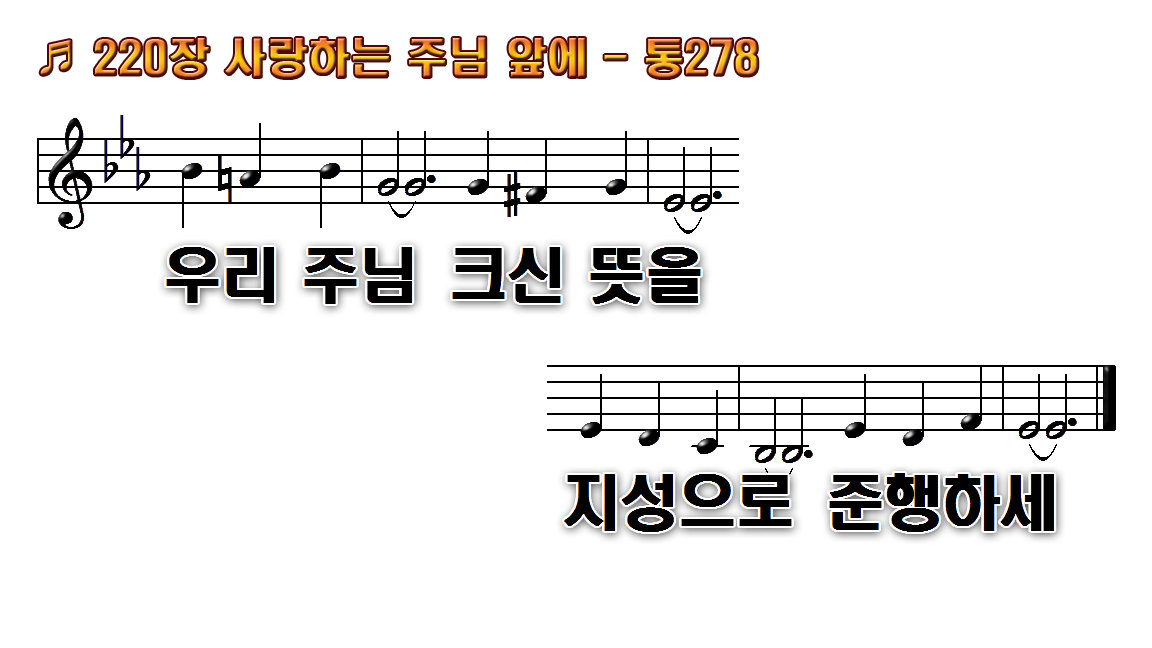 ♬ 220장 사랑하는 주님 앞에 - 통278
우리 주님 크신 뜻을
지성으로 준행하세